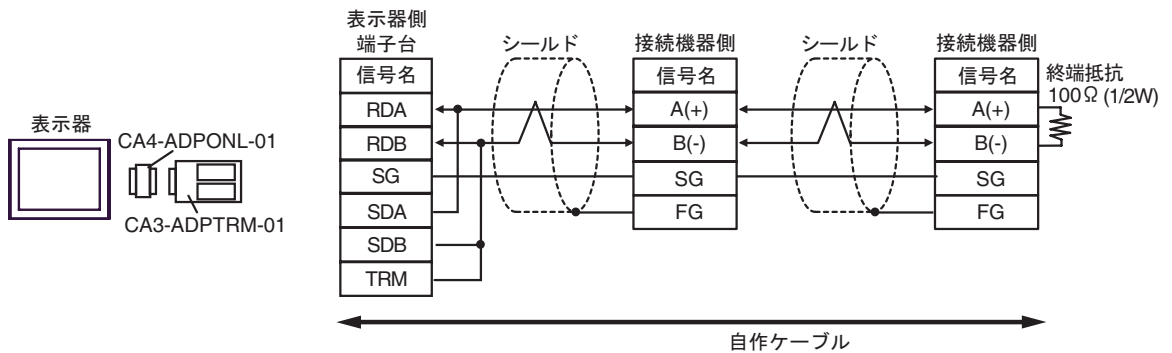 表示器
CA4-ADPONL-01
CA3-ADPTRM-01
表示器側
端子台
信号名
RDA
RDB
SG
SDA
SDB
TRM
シールド
接続機器側
信号名
A(+)
B(-)
SG
FG
シールド
接続機器側
信号名
A(+)
B(-)
SG
FG
終端抵抗
100Ω (1/2W)
自作ケーブル